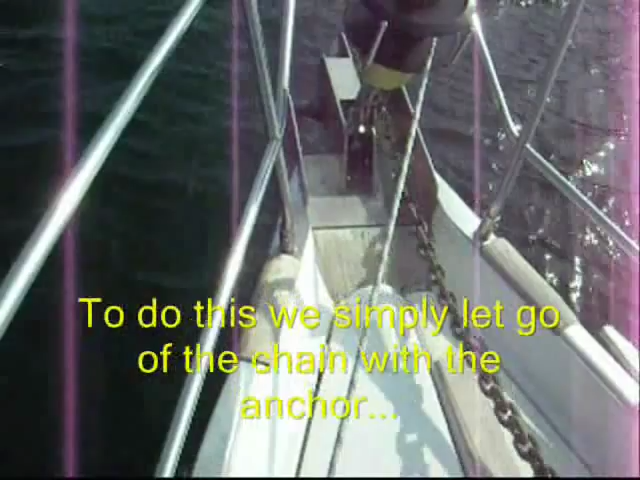 To do this we simply let go
of the chain with the
anchor...